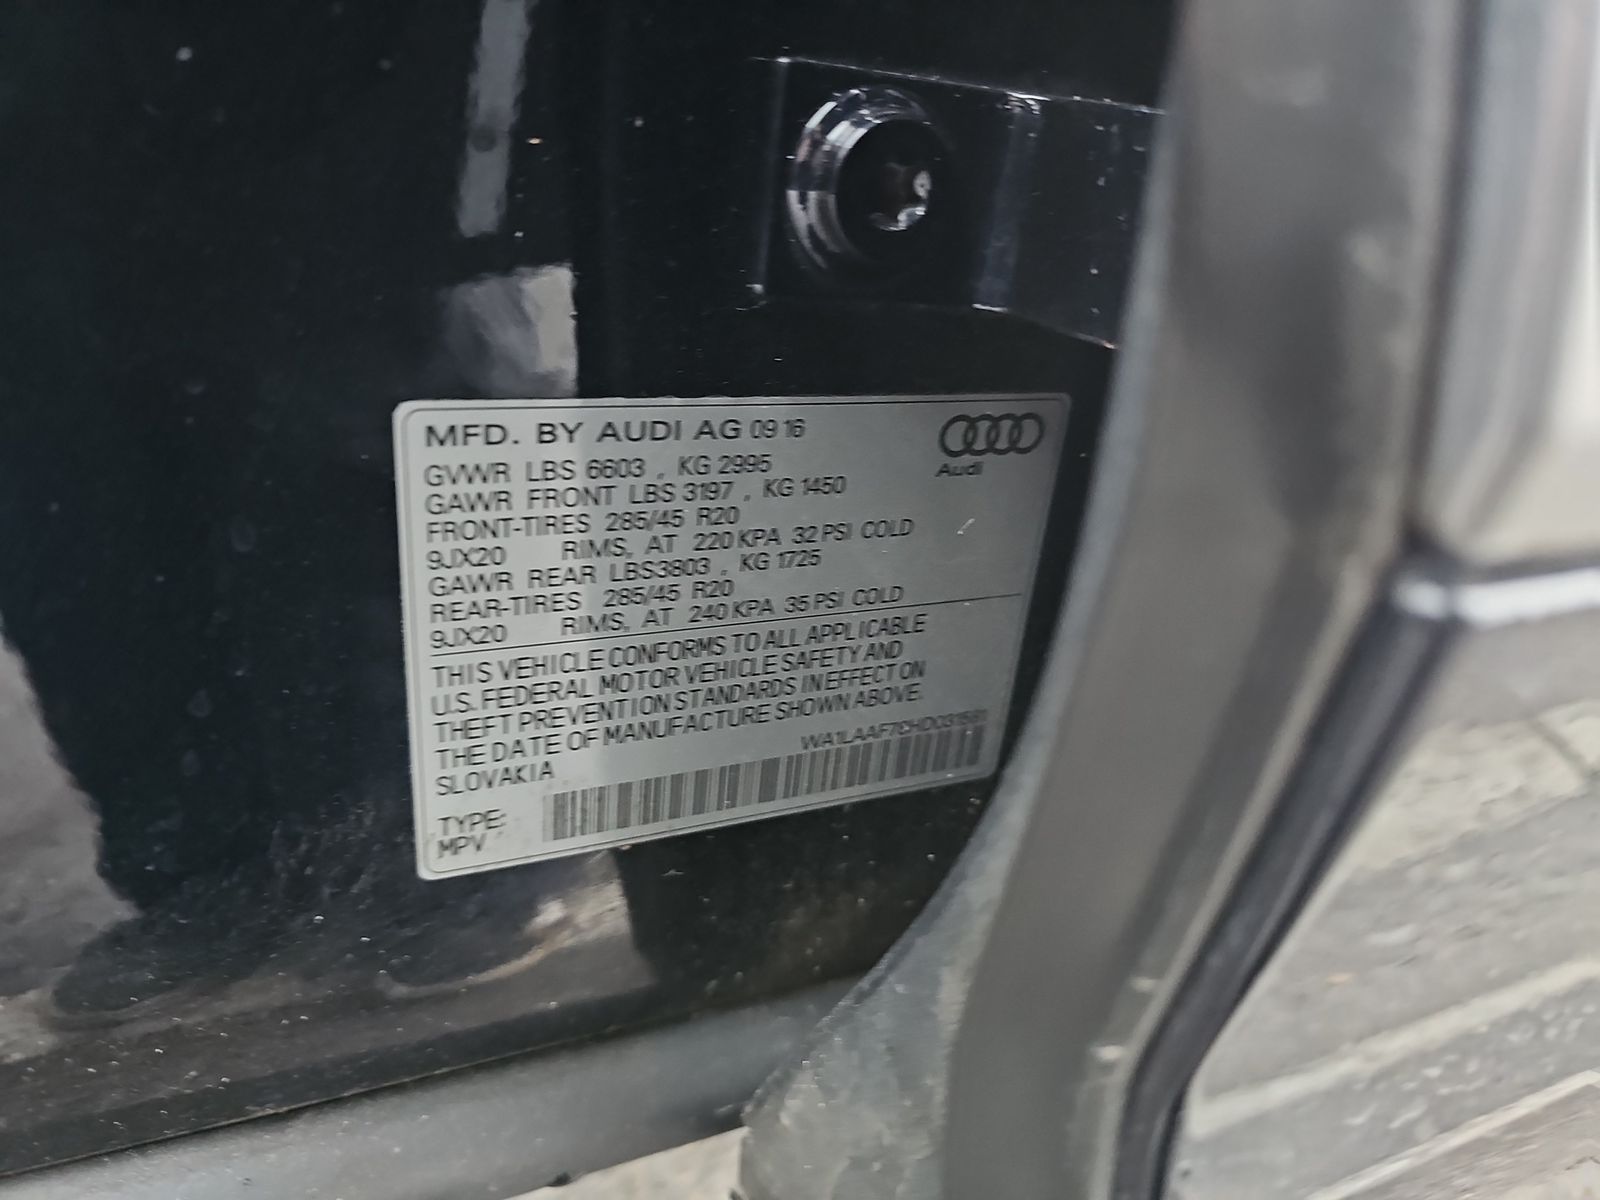 MFD. BY AUDI AG 09 16
Audi
GVWR LBS 6603 , KG 2995
GAWR FRONT LBS 3197 , KG 1450
FRONT-TIRES 285/45 R20
9JX20 RIMS, AT 220 KPA 32 PSI COLD
GAWR REAR LBS3803 , KG 1725
REAR-TIRES 285/45 R20
9JX20 RIMS, AT 240 KPA 35 PSI COLD
THIS VEHICLE CONFORMS TO ALL APPLICABLE
U.S. FEDERAL MOTOR VEHICLE SAFETY AND
THEFT PREVENTION STANDARDS IN EFFECT ON
THE DATE OF MANUFACTURE SHOWN ABOVE.
SLOVAKIA
TYPE:
MPV